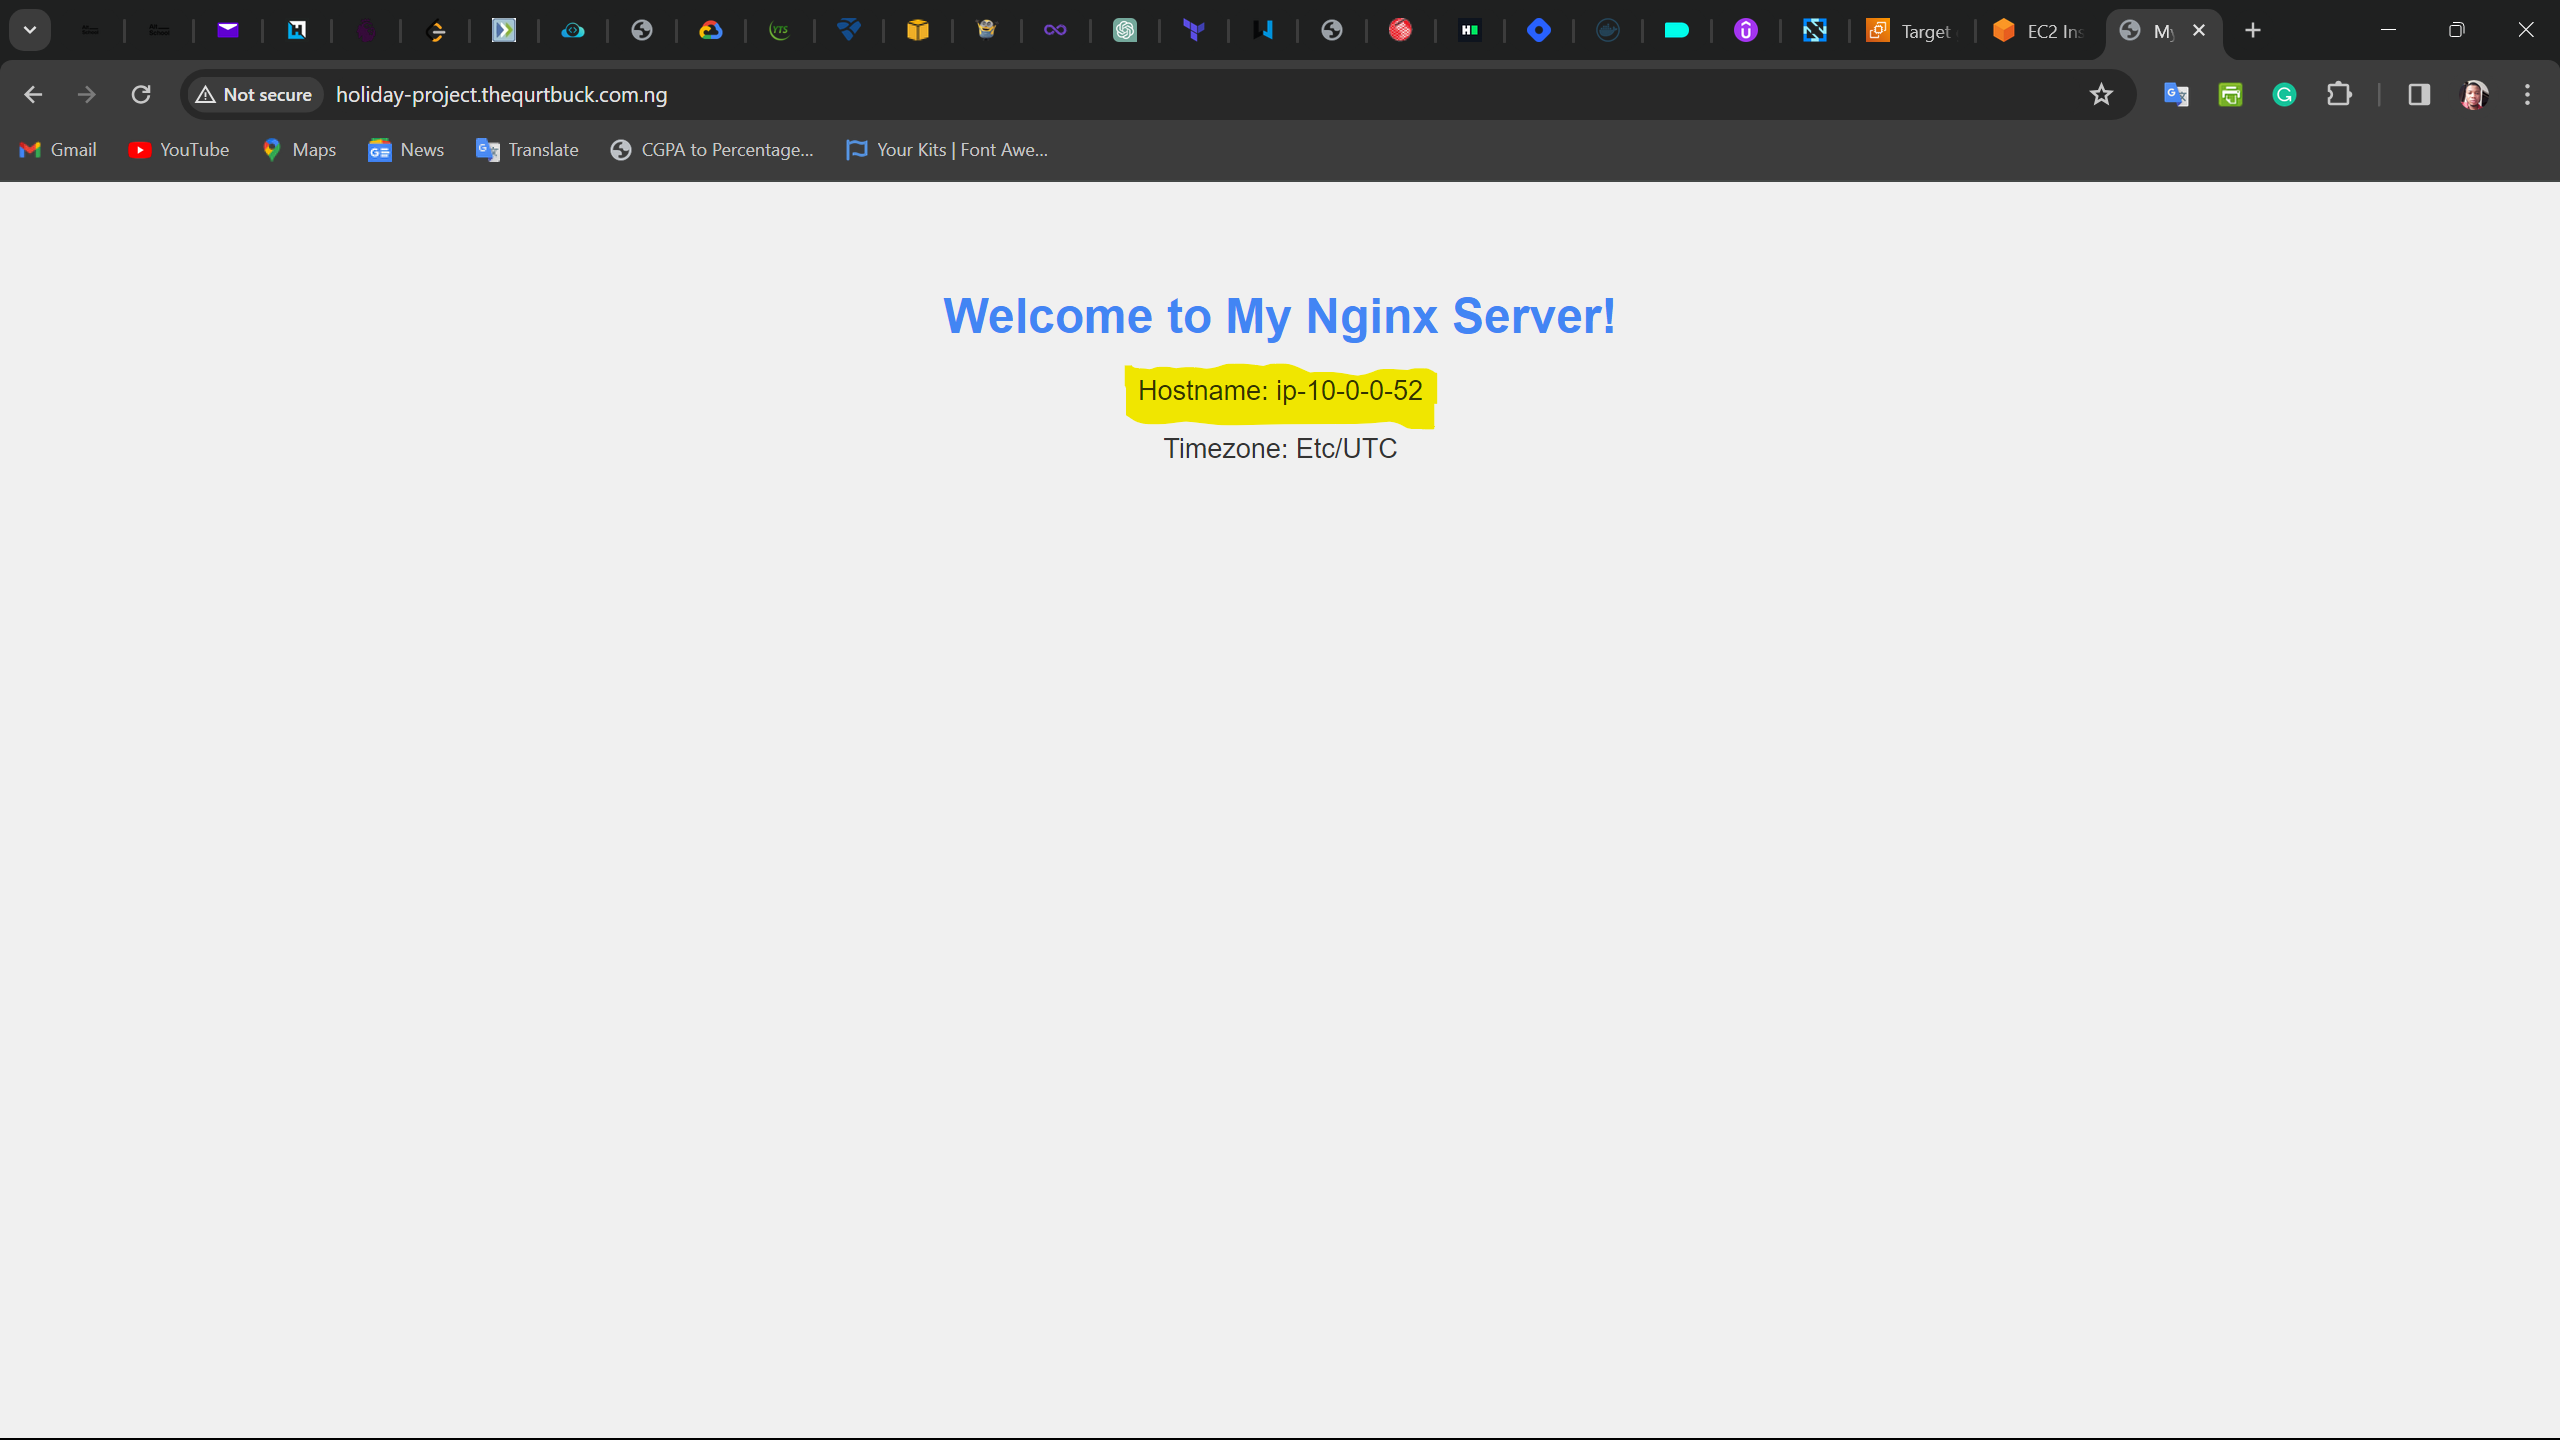 YTS
Target
EC2 Ins
My
Not secure
holiday-project.thequrtbuck.com.ng
Gmail
YouTube
Maps
News
Translate
CGPA to Percentage...
Your Kits | Font Awe...
Welcome to My Nginx Server!
Hostname: ip-10-0-0-52
Timezone: Etc/UTC